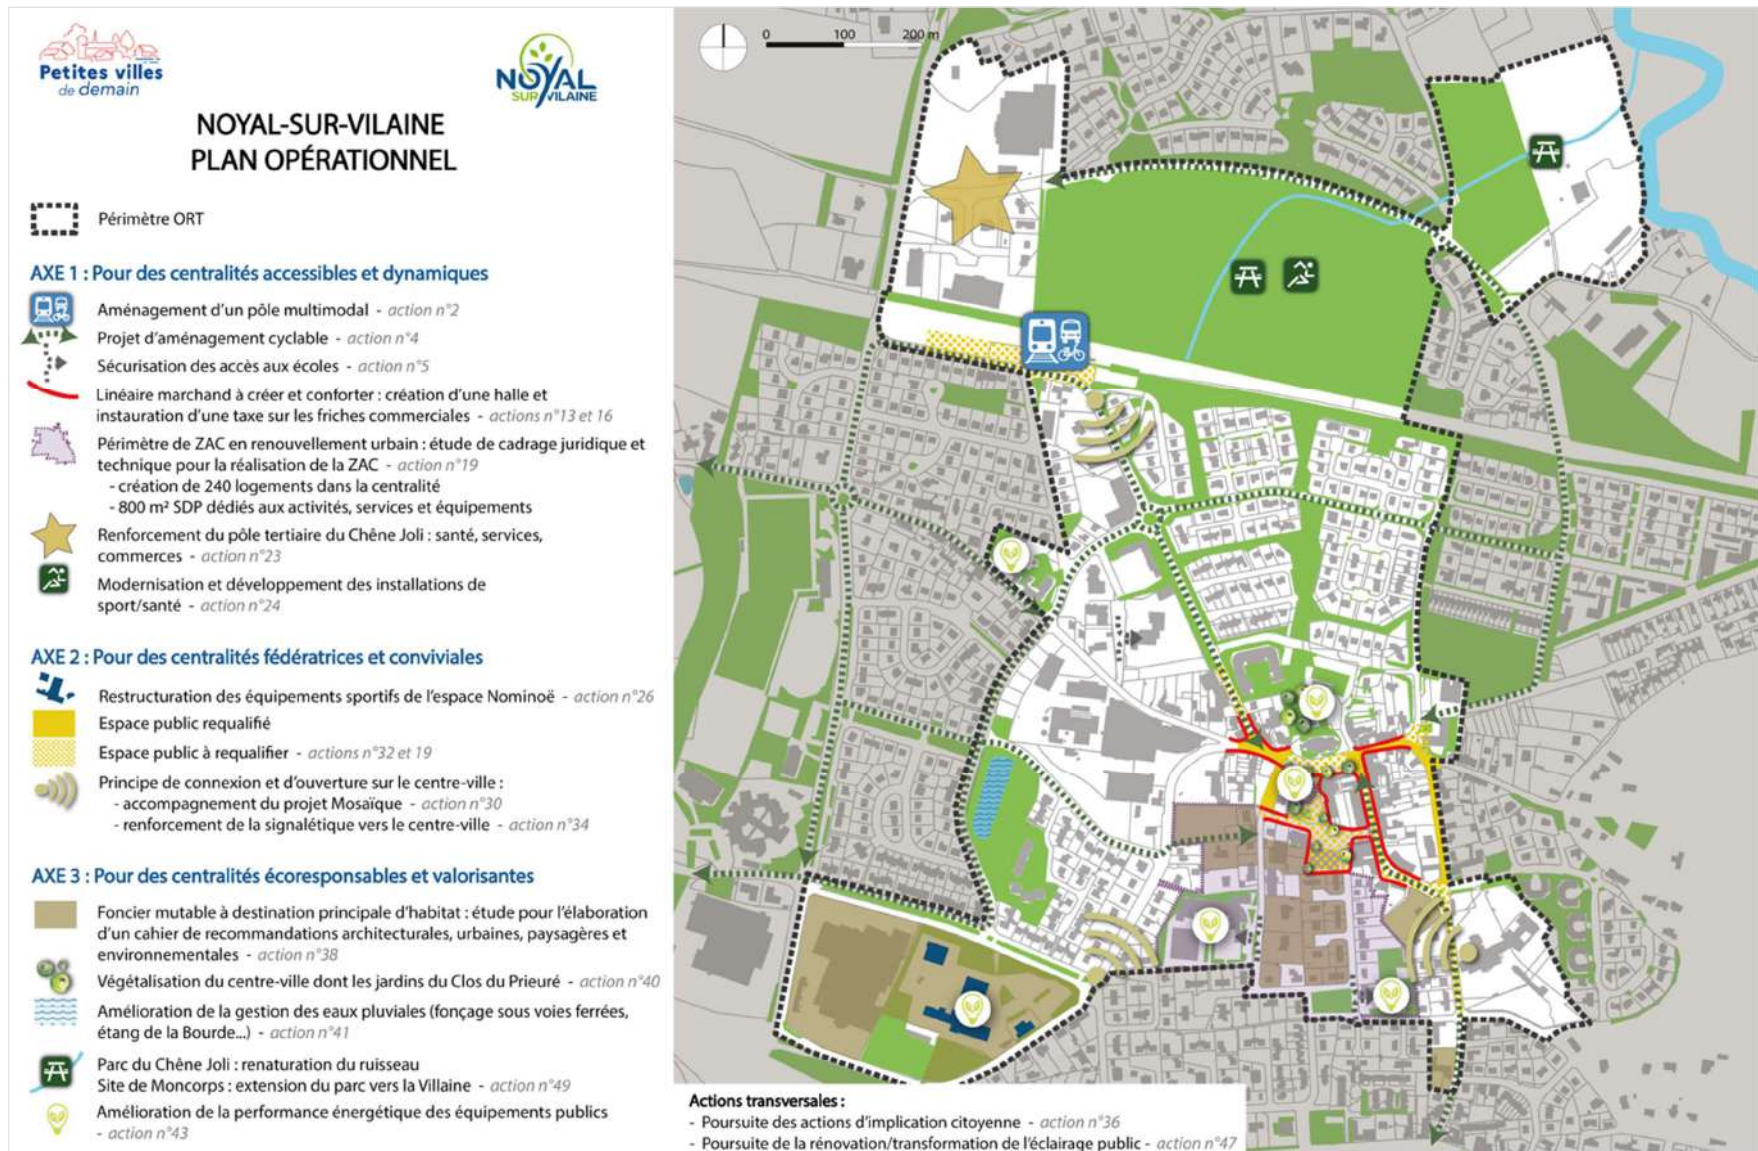 Petites villes
de demain
NOYAL
SUR VILAINE
NOYAL-SUR-VILAINE
PLAN OPÉRATIONNEL
Périmètre ORT
AXE 1 : Pour des centralités accessibles et dynamiques
Aménagement d'un pôle multimodal - action n°2
Projet d'aménagement cyclable - action n°4
Sécurisation des accès aux écoles - action n°5
Linéaire marchand à créer et conforter : création d'une halle et
instauration d'une taxe sur les friches commerciales - actions n°13 et 16
Périmètre de ZAC en renouvellement urbain : étude de cadrage juridique et
technique pour la réalisation de la ZAC - action n°19
- création de 240 logements dans la centralité
- 800 m² SDP dédiés aux activités, services et équipements
Renforcement du pôle tertiaire du Chêne Joli : santé, services,
commerces - action n°23
Modernisation et développement des installations de
sport/santé - action n°24
AXE 2 : Pour des centralités fédératrices et conviviales
Restructuration des équipements sportifs de l'espace Nominoë - action n°26
Espace public requalifié
Espace public à requalifier - actions n°32 et 19
Principe de connexion et d'ouverture sur le centre-ville :
- accompagnement du projet Mosaïque - action n°30
- renforcement de la signalétique vers le centre-ville - action n°34
AXE 3 : Pour des centralités écoresponsables et valorisantes
Foncier mutable à destination principale d'habitat : étude pour l'élaboration
d'un cahier de recommandations architecturales, urbaines, paysagères et
environnementales - action n°38
Végétalisation du centre-ville dont les jardins du Clos du Prieuré - action n°40
Amélioration de la gestion des eaux pluviales (fonçage sous voies ferrées,
étang de la Bourde...) - action n°41
Parc du Chêne Joli : renaturation du ruisseau
Site de Moncorps : extension du parc vers la Villaine - action n°49
Amélioration de la performance énergétique des équipements publics
- action n°43
0 100 200 m
Actions transversales :
- Poursuite des actions d'implication citoyenne - action n°36
- Poursuite de la rénovation/transformation de l'éclairage public - action n°47